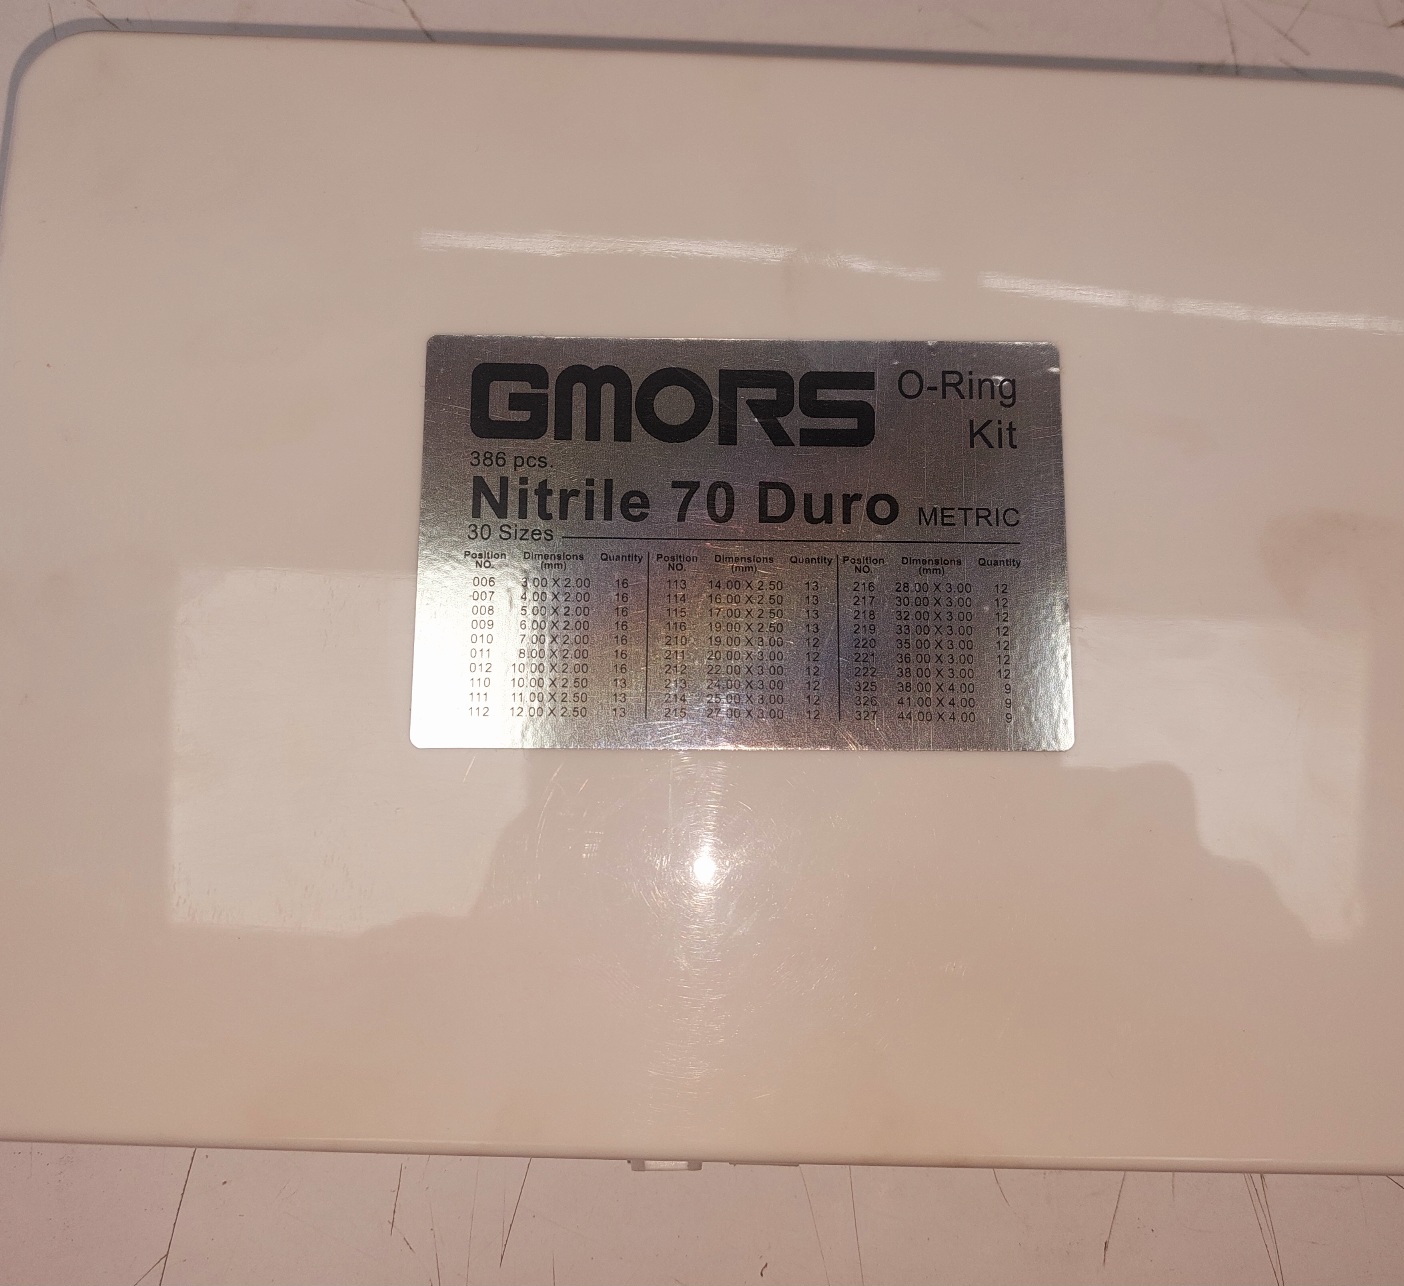 GMORS O-Ring
Kit
386 pcs.
Nitrile 70 Duro METRIC
30 Sizes
Position NO. Dimensions (mm) Quantity Position NO. Dimensions (mm) Quantity Position NO. Dimensions (mm) Quantity
006 3.00 X 2.00 16 113 14.00 X 2.50 13 216 28.00 X 3.00 12
007 4.00 X 2.00 16 114 16.00 X 2.50 13 217 30.00 X 3.00 12
008 5.00 X 2.00 16 115 17.00 X 2.50 13 218 32.00 X 3.00 12
009 6.00 X 2.00 16 116 19.00 X 2.50 13 219 33.00 X 3.00 12
010 7.00 X 2.00 16 210 19.00 X 3.00 12 220 35.00 X 3.00 12
011 8.00 X 2.00 16 211 20.00 X 3.00 12 221 36.00 X 3.00 12
012 10.00 X 2.00 16 212 22.00 X 3.00 12 222 38.00 X 3.00 12
110 10.00 X 2.50 13 213 24.00 X 3.00 12 325 38.00 X 4.00 9
111 11.00 X 2.50 13 214 25.00 X 3.00 12 326 41.00 X 4.00 9
112 12.00 X 2.50 13 215 27.00 X 3.00 12 327 44.00 X 4.00 9